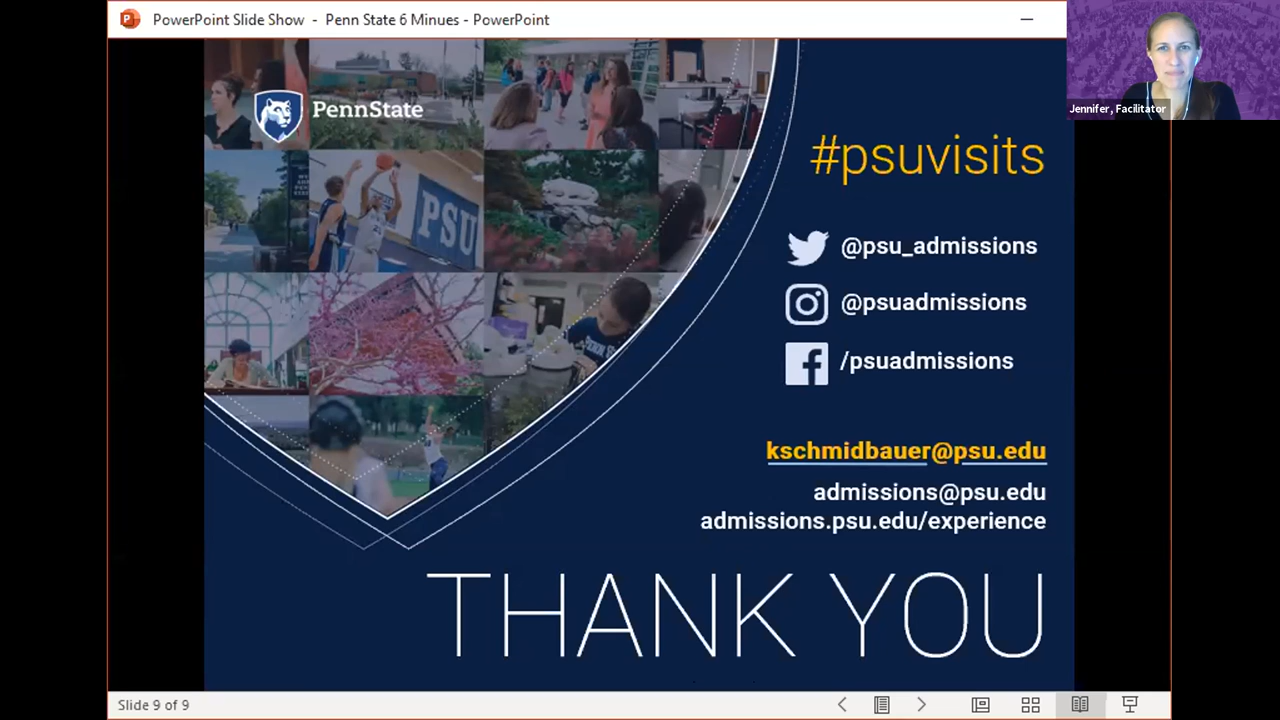 PowerPoint Slide Show - Penn State 6 Minues - PowerPoint
Jennifer, Facilitator
PennState
PSU
#psuvisits
@psu_admissions
@psuadmissions
/psuadmissions
kschmidbauer@psu.edu
admissions@psu.edu
admissions.psu.edu/experience
THANK YOU
Slide 9 of 9